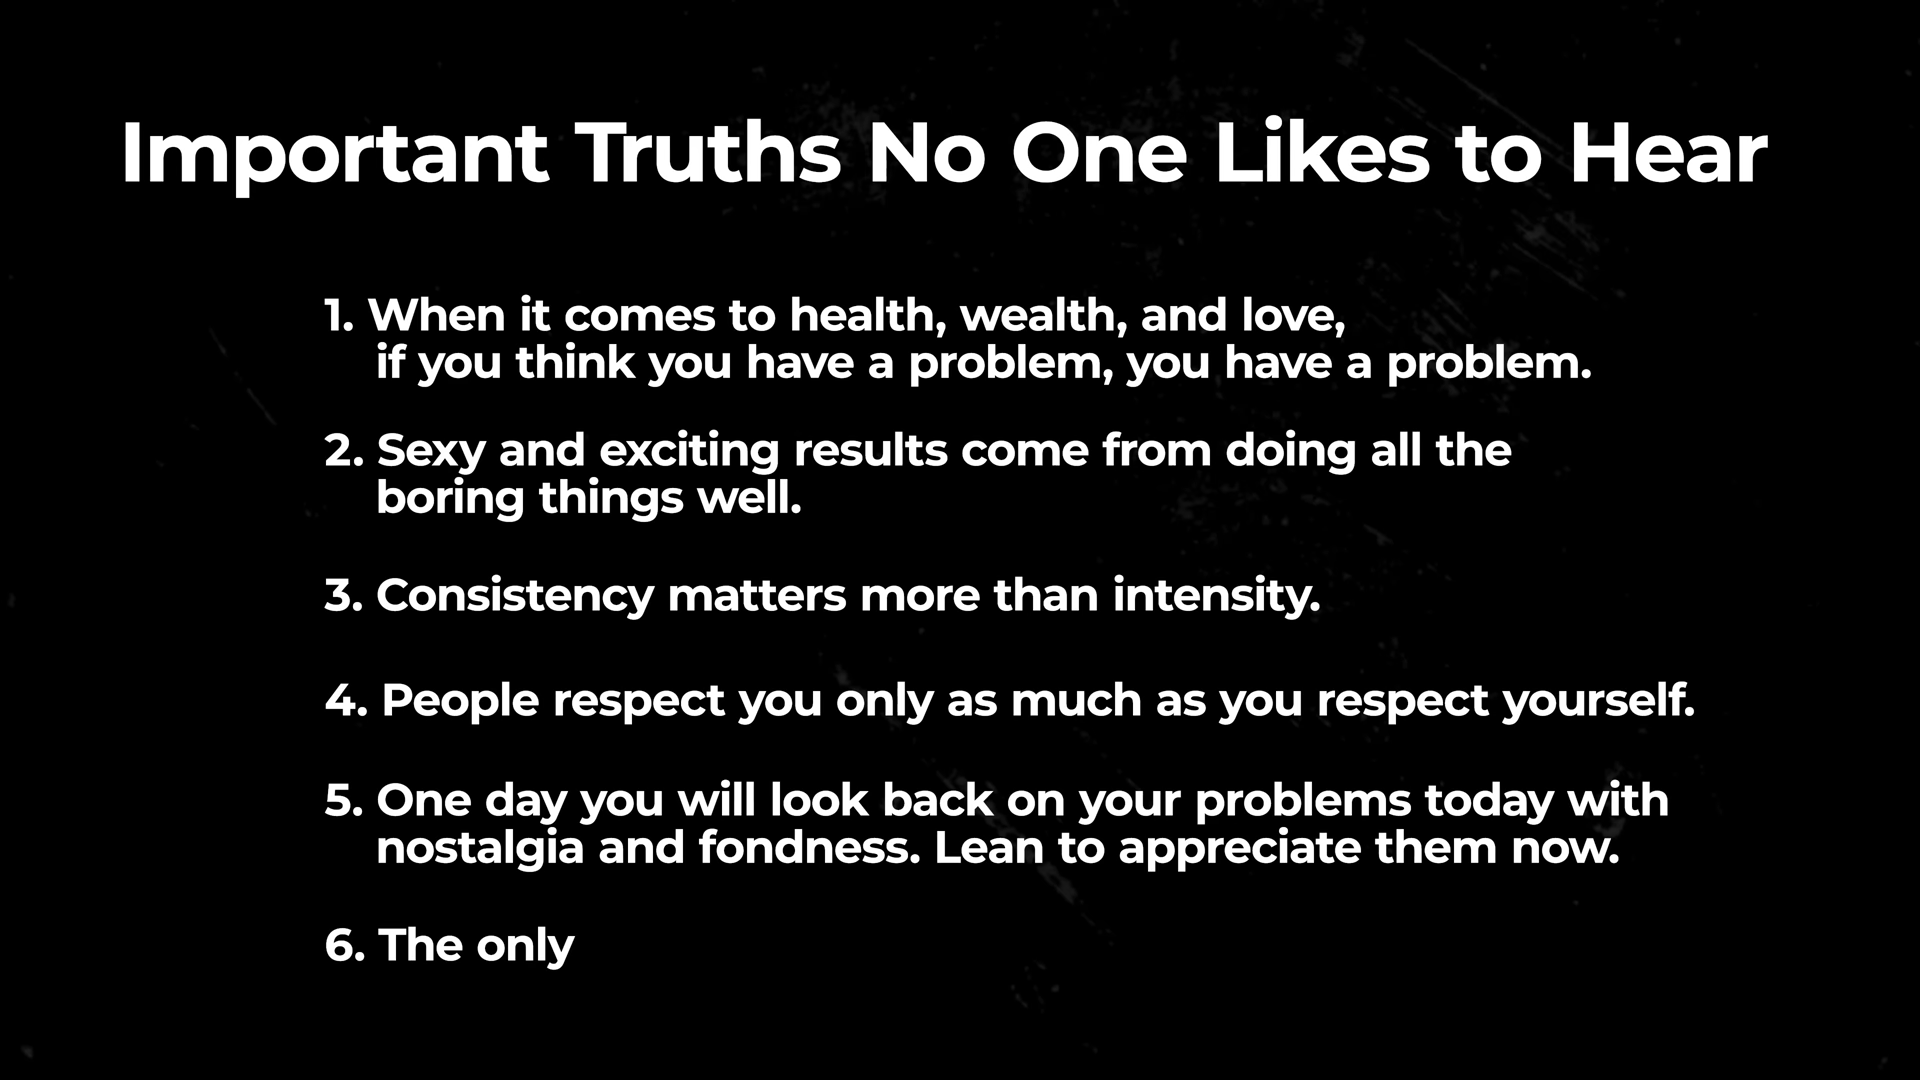 Important Truths No One Likes to Hear
1. When it comes to health, wealth, and love,
if you think you have a problem, you have a problem.
2. Sexy and exciting results come from doing all the
boring things well.
3. Consistency matters more than intensity.
4. People respect you only as much as you respect yourself.
5. One day you will look back on your problems today with
nostalgia and fondness. Lean to appreciate them now.
6. The only